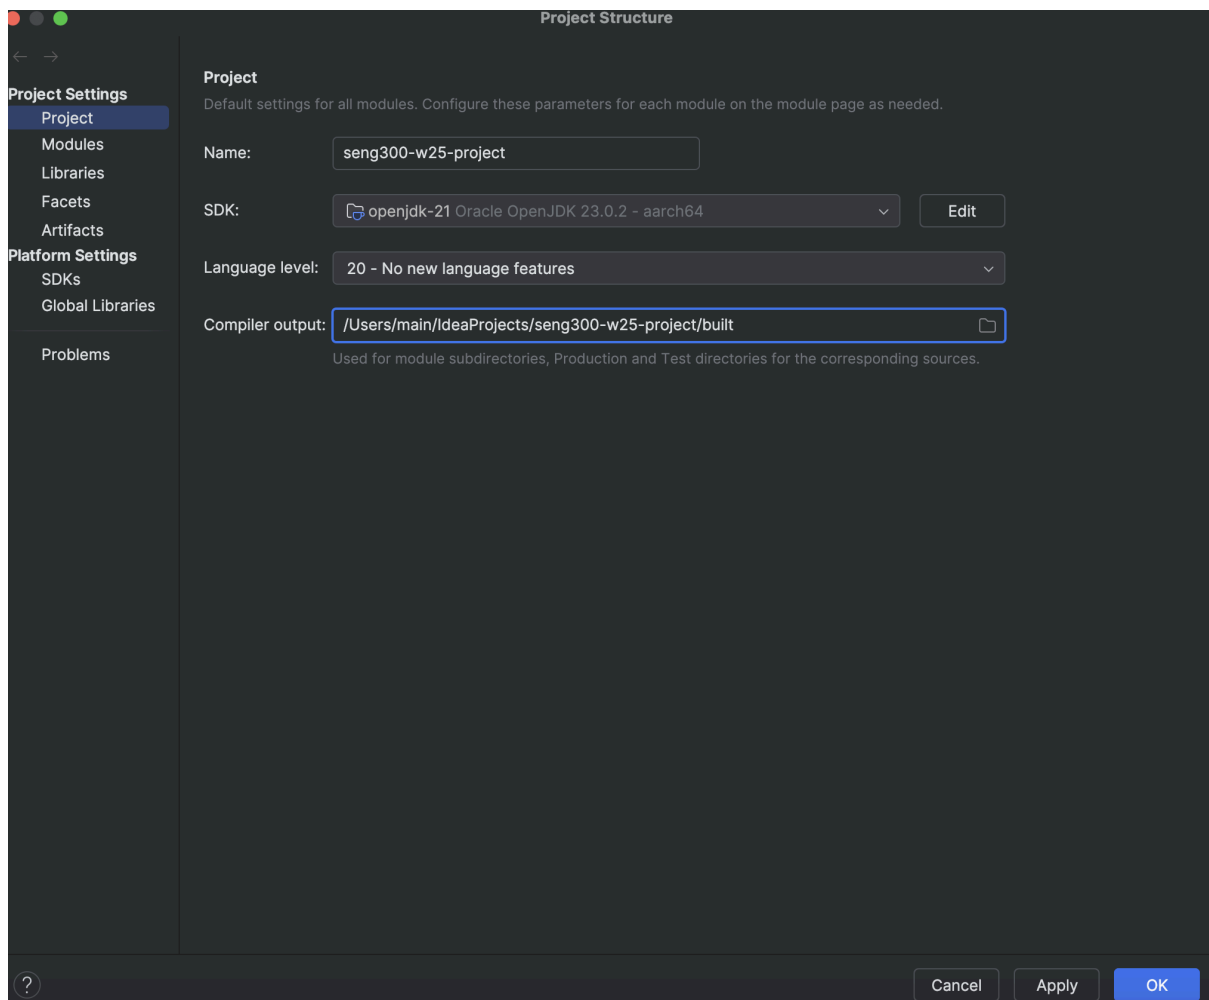 Project Structure
Project Settings
Project
Modules
Libraries
Facets
Artifacts
Platform Settings
SDKs
Global Libraries
Problems
Project
Default settings for all modules. Configure these parameters for each module on the module page as needed.
Name: seng300-w25-project
SDK: openjdk-21 Oracle OpenJDK 23.0.2 - aarch64 Edit
Language level: 20 - No new language features
Compiler output: /Users/main/IdeaProjects/seng300-w25-project/built
Used for module subdirectories, Production and Test directories for the corresponding sources.
? Cancel Apply OK